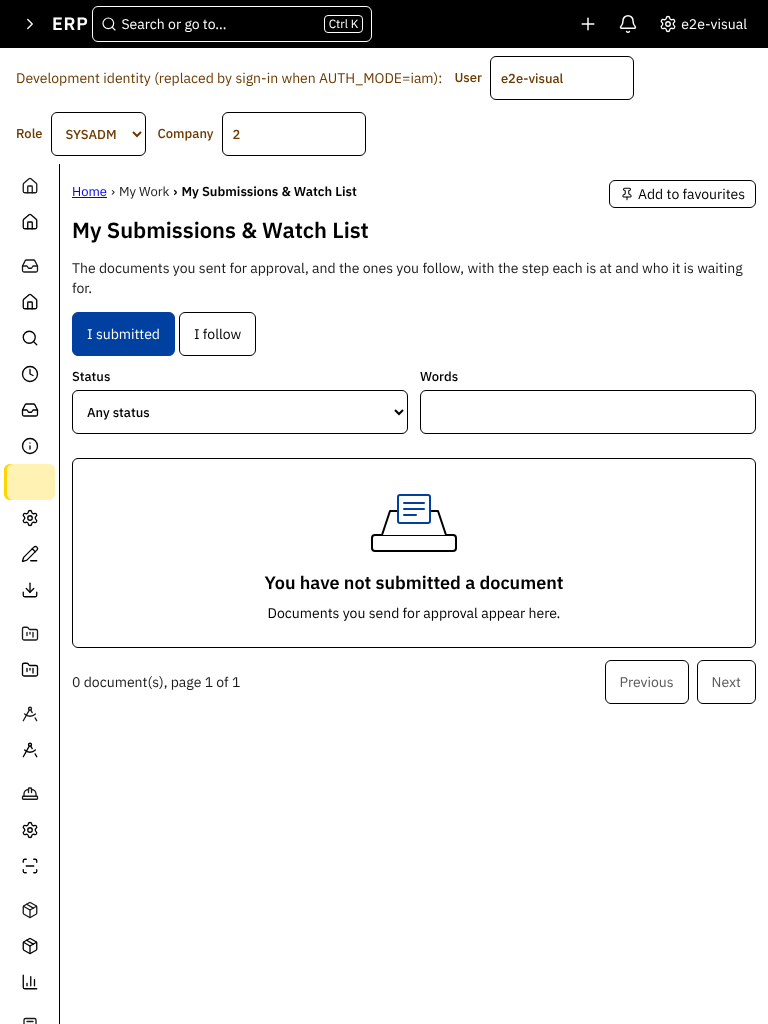 ERP
Search or go to...
Ctrl K
e2e-visual
Development identity (replaced by sign-in when AUTH_MODE=iam):
User
e2e-visual
Role
SYSADM
Company
2
Home › My Work › My Submissions & Watch List
Add to favourites
My Submissions & Watch List
The documents you sent for approval, and the ones you follow, with the step each is at and who it is waiting
for.
I submitted
I follow
Status
Words
Any status
You have not submitted a document
Documents you send for approval appear here.
0 document(s), page 1 of 1
Previous
Next